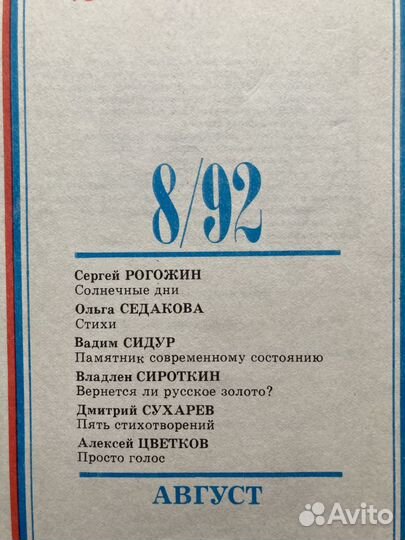 8/92
Сергей РОГОЖИН
Солнечные дни
Ольга СЕДАКОВА
Стихи
Вадим СИДУР
Памятник современному состоянию
Владлен СИРОТКИН
Вернется ли русское золото?
Дмитрий СУХАРЕВ
Пять стихотворений
Алексей ЦВЕТКОВ
Просто голос
АВГУСТ
Avito